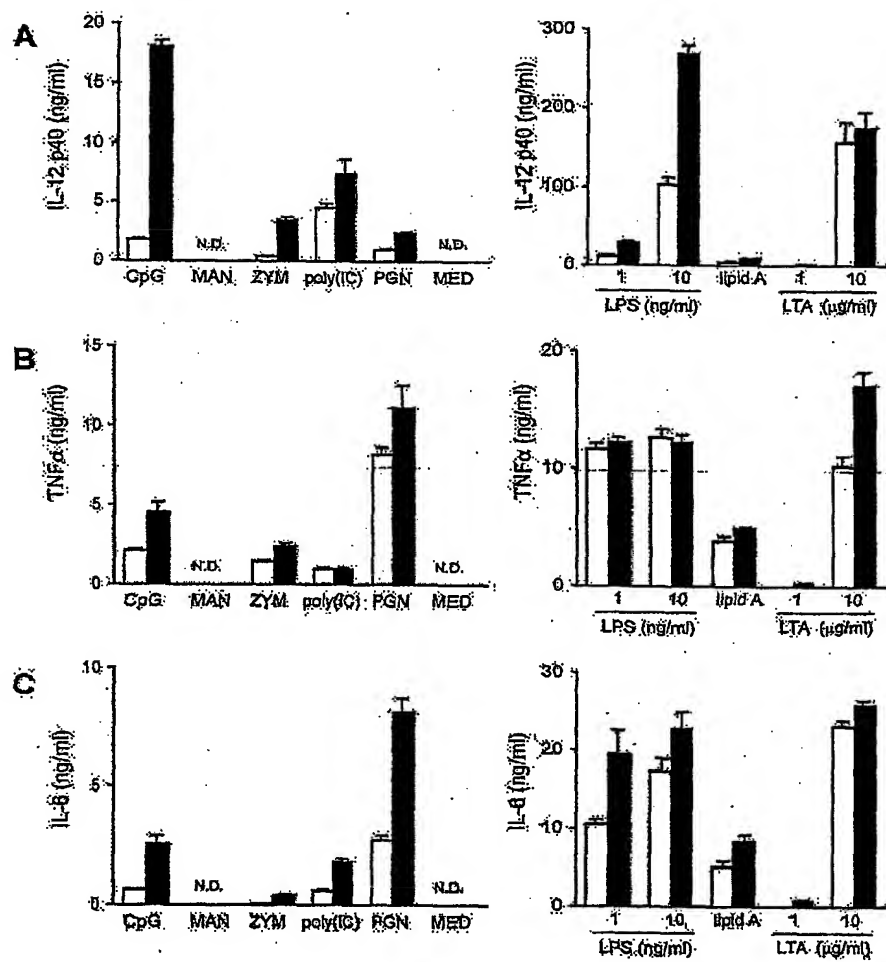 A
IL-12 p40 (ng/ml)
20
15
10
5
0
N.D.
N.D.
CpG MAN ZYM poly(IC) PGN MED
IL-12 p40 (ng/ml)
300
200
100
0
1 10 lipid A 1 10
LPS (ng/ml) LTA (µg/ml)
B
TNFα (ng/ml)
15
10
5
0
N.D.
N.D.
CpG MAN ZYM poly(IC) PGN MED
TNFα (ng/ml)
20
10
0
1 10 lipid A 1 10
LPS (ng/ml) LTA (µg/ml)
C
IL-6 (ng/ml)
10
5
0
N.D.
N.D.
CpG MAN ZYM poly(IC) PGN MED
IL-6 (ng/ml)
30
20
10
0
1 10 lipid A 1 10
LPS (ng/ml) LTA (µg/ml)